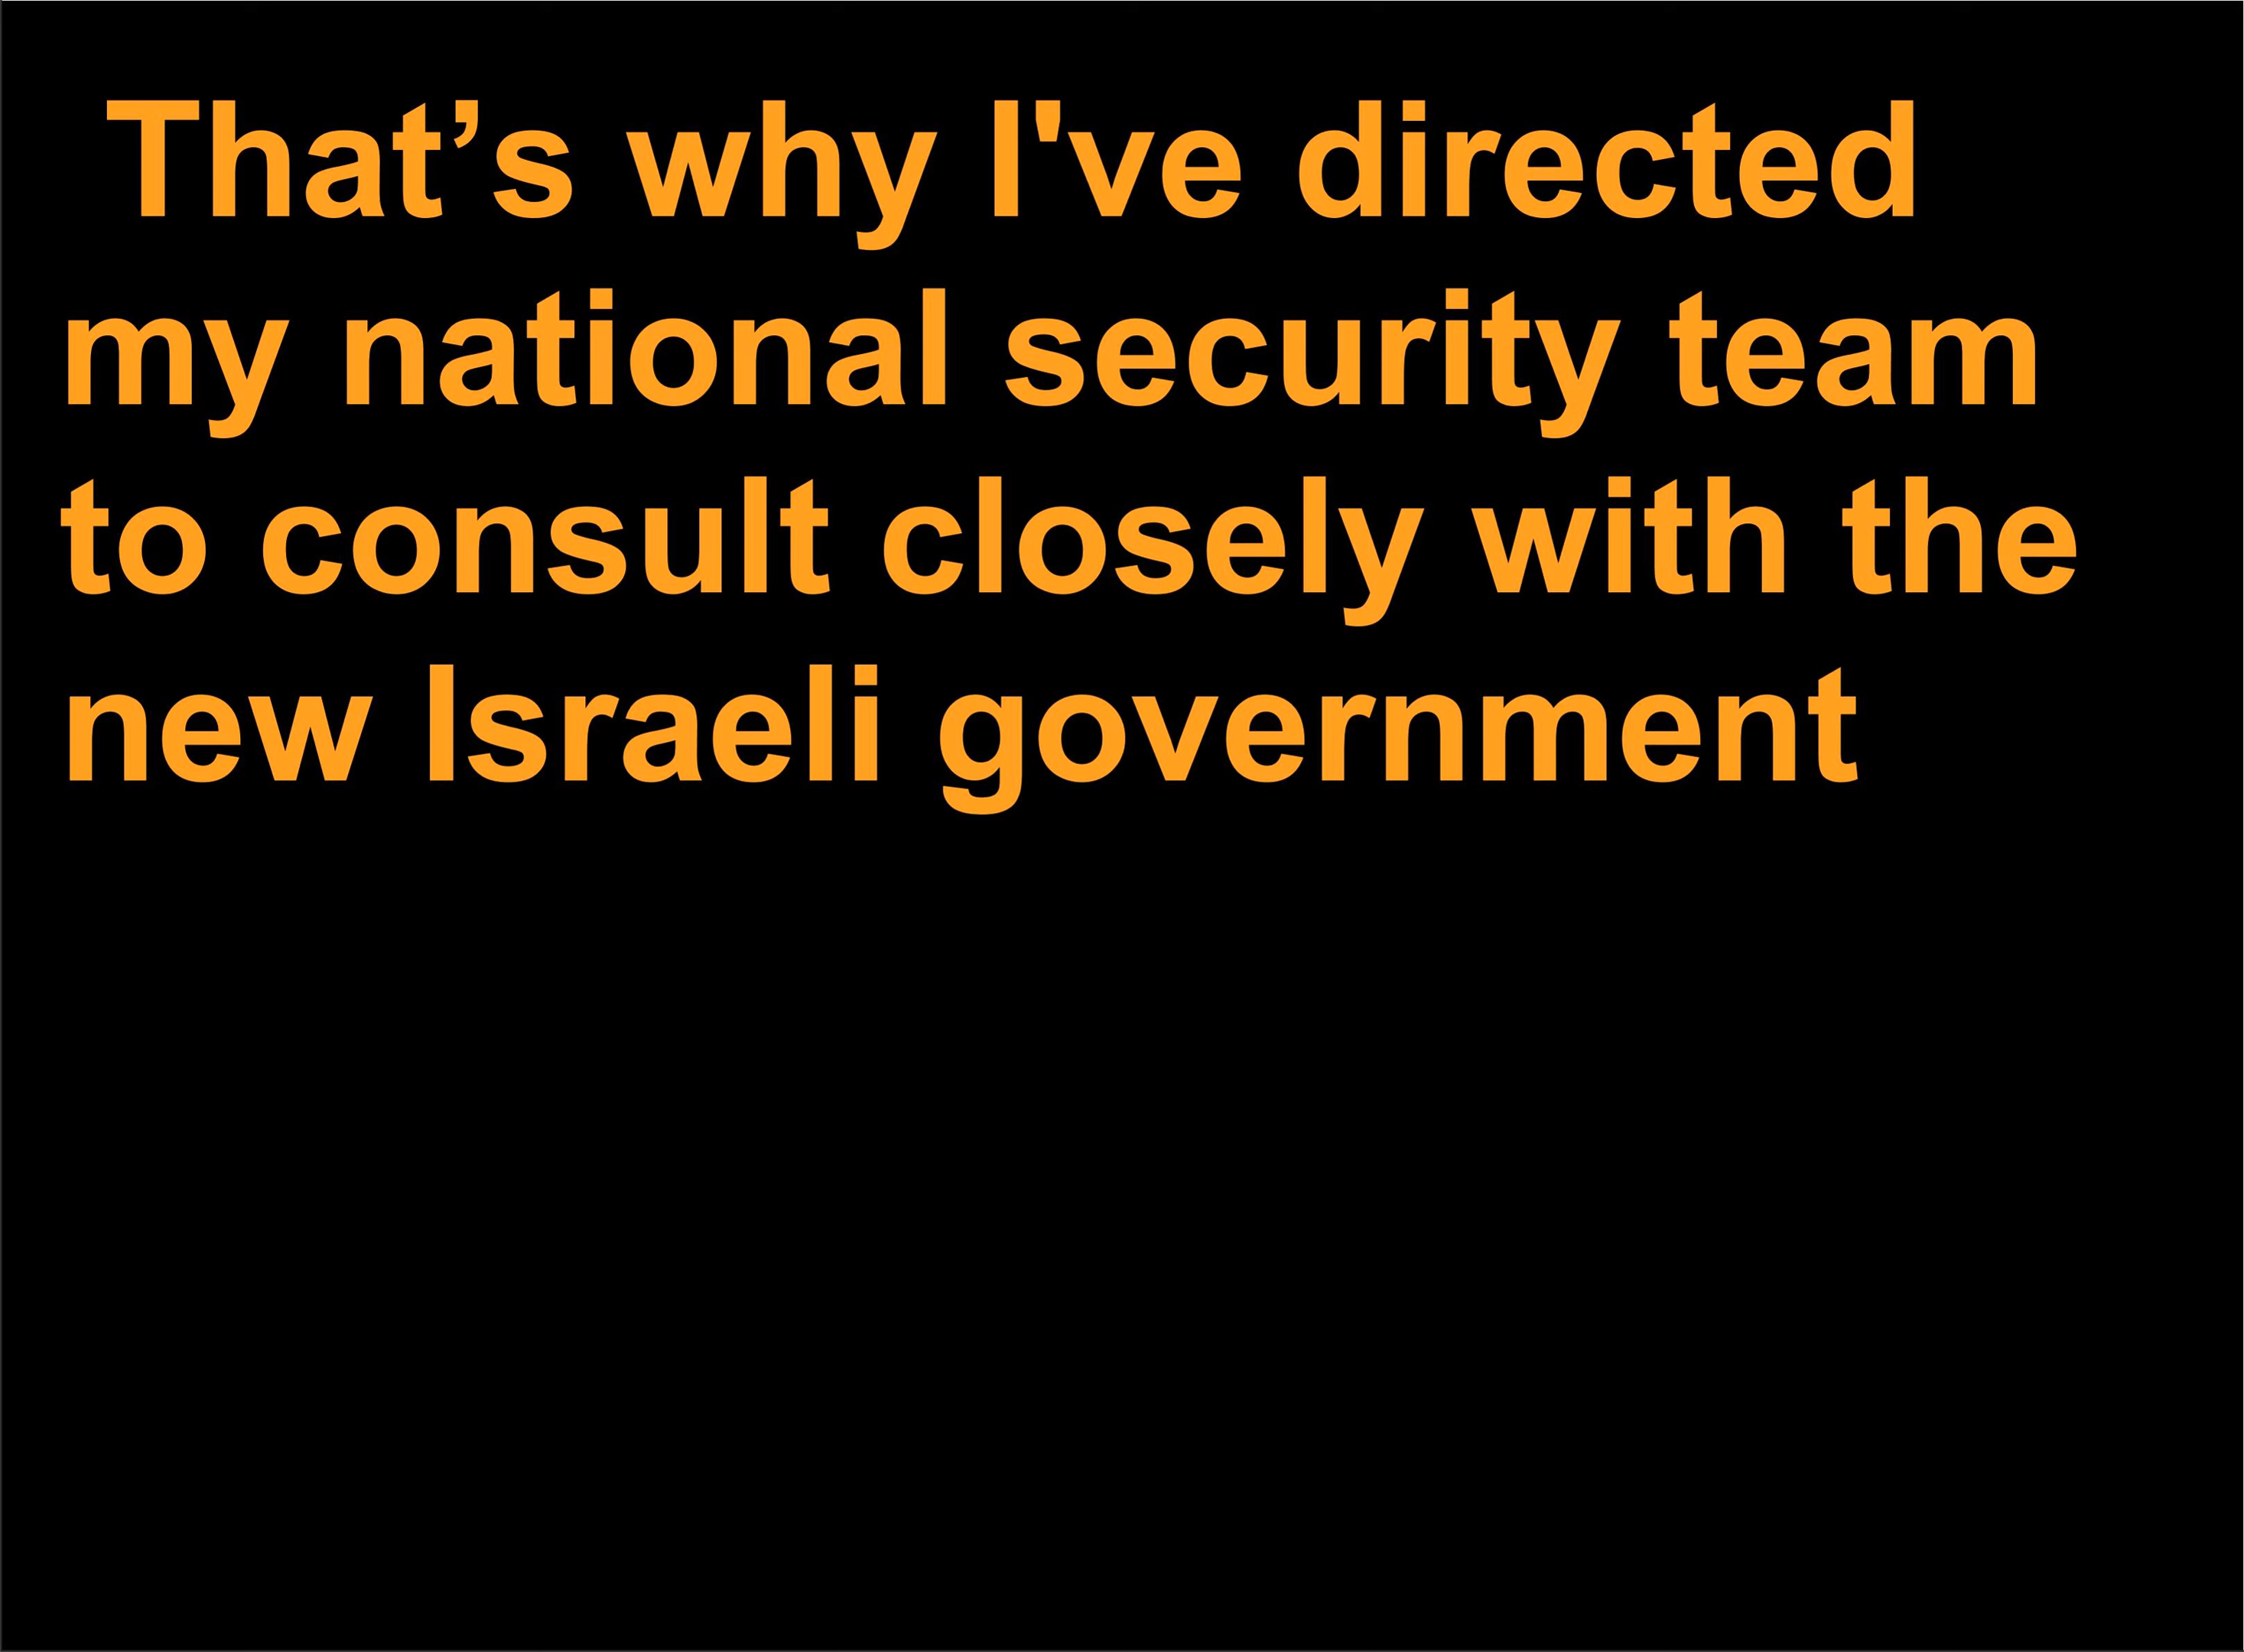 That’s why I've directed
my national security team
to consult closely with the
new Israeli government